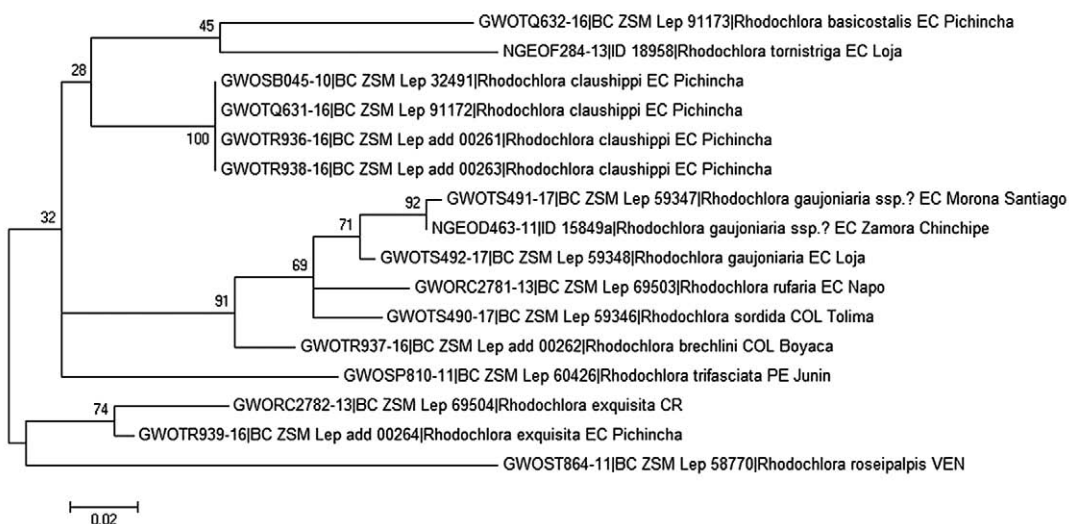 GWOTQ632-16|BC ZSM Lep 91173|Rhodochlora basicostalis EC Pichincha
45
NGEOF284-13|ID 18958|Rhodochlora tornistriga EC Loja
28
GWOSB045-10|BC ZSM Lep 32491|Rhodochlora claushippi EC Pichincha
GWOTQ631-16|BC ZSM Lep 91172|Rhodochlora claushippi EC Pichincha
100
GWOTR936-16|BC ZSM Lep add 00261|Rhodochlora claushippi EC Pichincha
GWOTR938-16|BC ZSM Lep add 00263|Rhodochlora claushippi EC Pichincha
92
GWOTS491-17|BC ZSM Lep 59347|Rhodochlora gaujoniaria ssp.? EC Morona Santiago
32
71
NGEOD463-11|ID 15849a|Rhodochlora gaujoniaria ssp.? EC Zamora Chinchipe
GWOTS492-17|BC ZSM Lep 59348|Rhodochlora gaujoniaria EC Loja
69
GWORC2781-13|BC ZSM Lep 69503|Rhodochlora rufaria EC Napo
91
GWOTS490-17|BC ZSM Lep 59346|Rhodochlora sordida COL Tolima
GWOTR937-16|BC ZSM Lep add 00262|Rhodochlora brechlini COL Boyaca
GWOSP810-11|BC ZSM Lep 60426|Rhodochlora trifasciata PE Junin
74
GWORC2782-13|BC ZSM Lep 69504|Rhodochlora exquisita CR
GWOTR939-16|BC ZSM Lep add 00264|Rhodochlora exquisita EC Pichincha
GWOST864-11|BC ZSM Lep 58770|Rhodochlora roseipalpis VEN
0.02